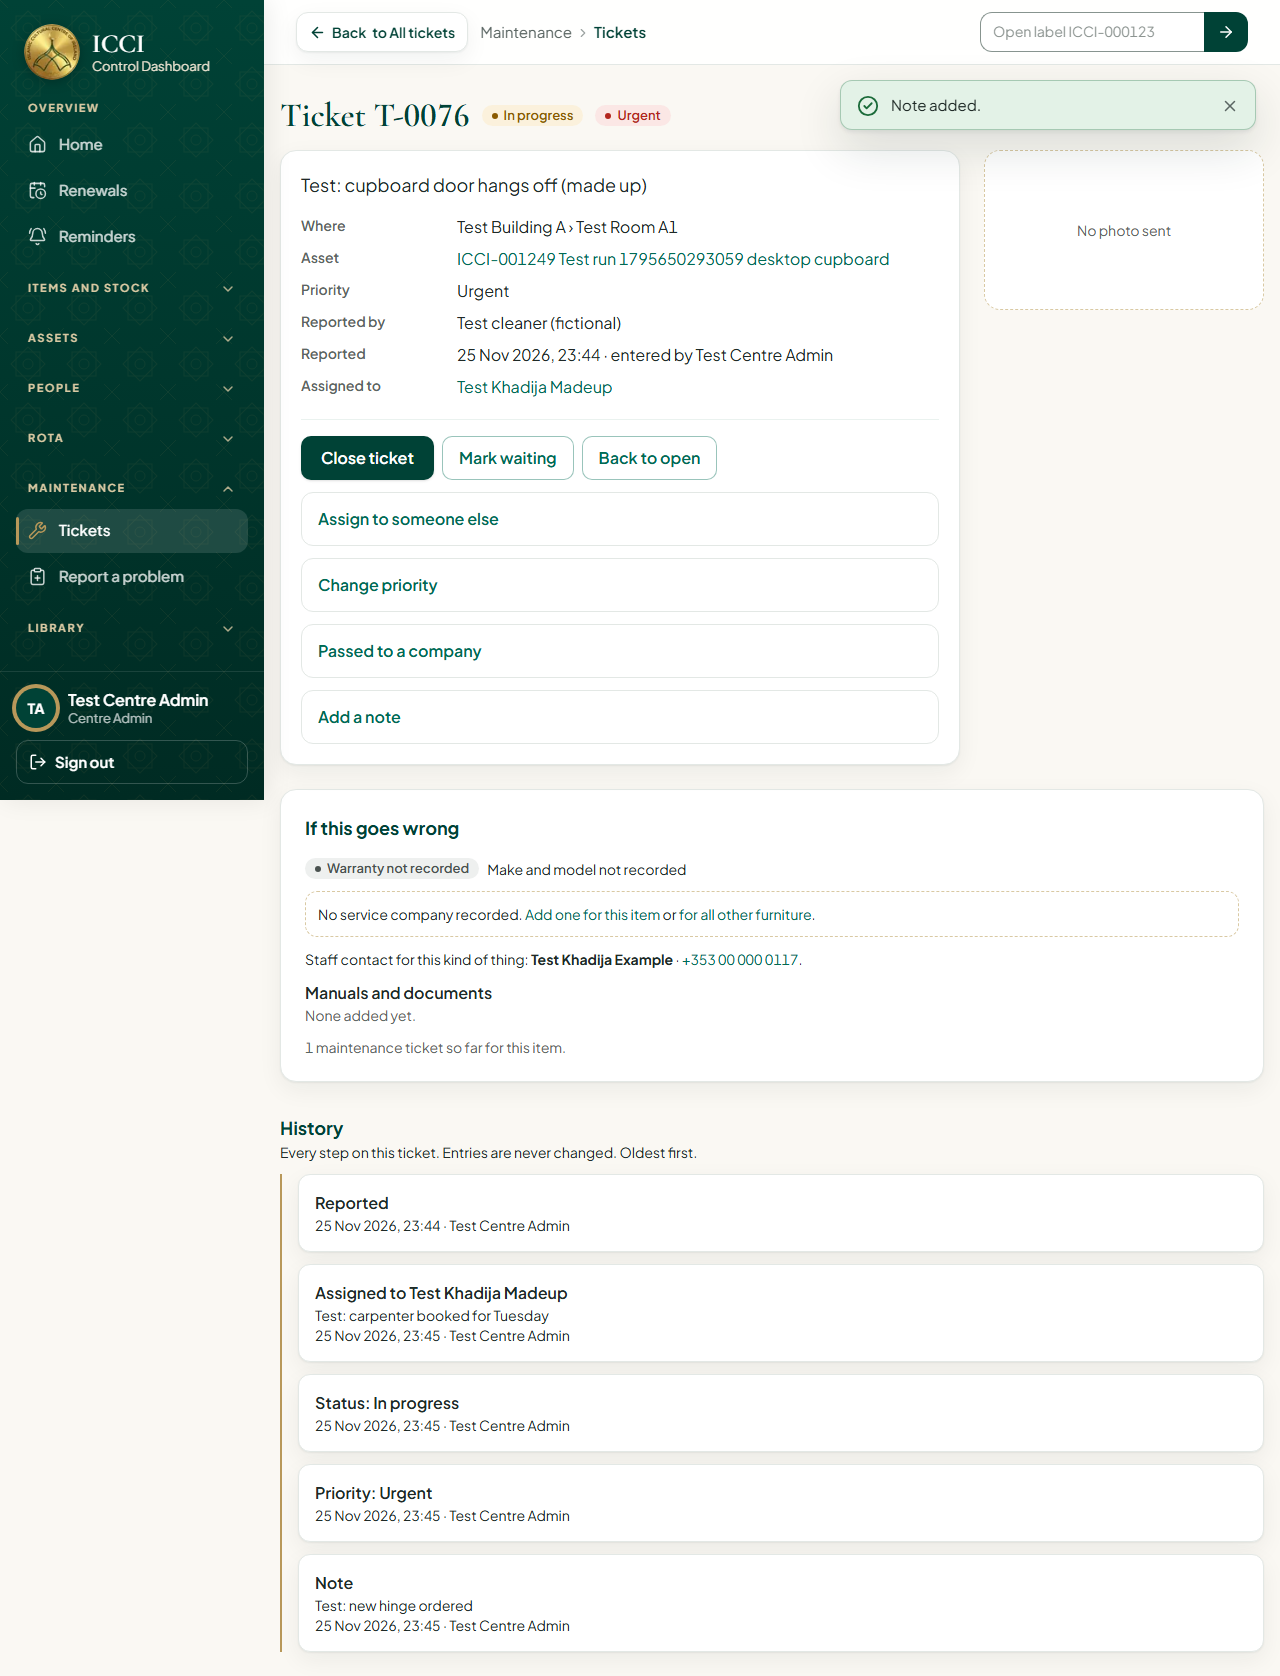 ICCI
Control Dashboard
OVERVIEW
Home
Renewals
Reminders
ITEMS AND STOCK
ASSETS
PEOPLE
ROTA
MAINTENANCE
Tickets
Report a problem
LIBRARY
TA
Test Centre Admin
Centre Admin
Sign out
Back to All tickets
Maintenance › Tickets
Open label ICCI-000123
Ticket T-0076
In progress
Urgent
Note added.
Test: cupboard door hangs off (made up)
Where Test Building A › Test Room A1
Asset ICCI-001249 Test run 1795650293059 desktop cupboard
Priority Urgent
Reported by Test cleaner (fictional)
Reported 25 Nov 2026, 23:44 · entered by Test Centre Admin
Assigned to Test Khadija Madeup
Close ticket
Mark waiting
Back to open
Assign to someone else
Change priority
Passed to a company
Add a note
No photo sent
If this goes wrong
Warranty not recorded Make and model not recorded
No service company recorded. Add one for this item or for all other furniture.
Staff contact for this kind of thing: Test Khadija Example · +353 00 000 0117.
Manuals and documents
None added yet.
1 maintenance ticket so far for this item.
History
Every step on this ticket. Entries are never changed. Oldest first.
Reported
25 Nov 2026, 23:44 · Test Centre Admin
Assigned to Test Khadija Madeup
Test: carpenter booked for Tuesday
25 Nov 2026, 23:45 · Test Centre Admin
Status: In progress
25 Nov 2026, 23:45 · Test Centre Admin
Priority: Urgent
25 Nov 2026, 23:45 · Test Centre Admin
Note
Test: new hinge ordered
25 Nov 2026, 23:45 · Test Centre Admin